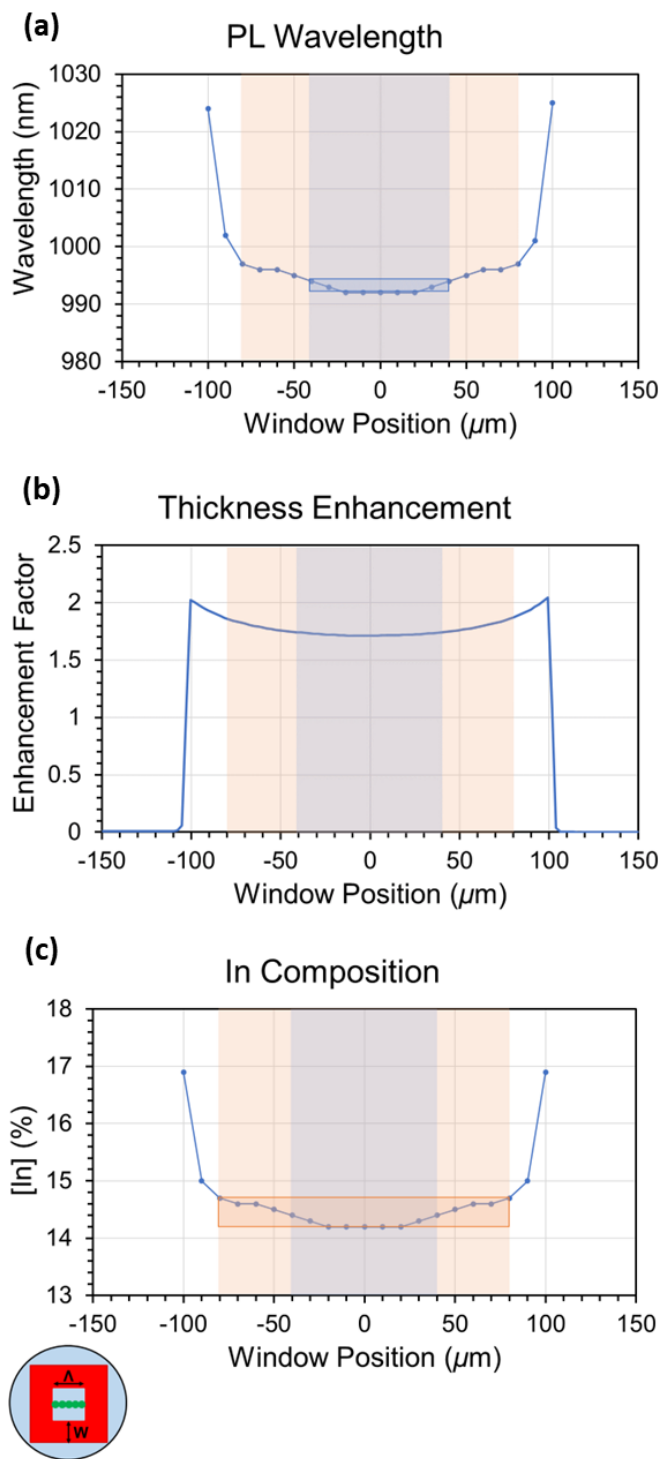 (a)
PL Wavelength
Wavelength (nm)
1030
1020
1010
1000
990
980
-150 -100 -50 0 50 100 150
Window Position (µm)
(b)
Thickness Enhancement
Enhancement Factor
2.5
2
1.5
1
0.5
0
-150 -100 -50 0 50 100 150
Window Position (µm)
(c)
In Composition
[In] (%)
18
17
16
15
14
13
-150 -100 -50 0 50 100 150
Window Position (µm)
Λ
W